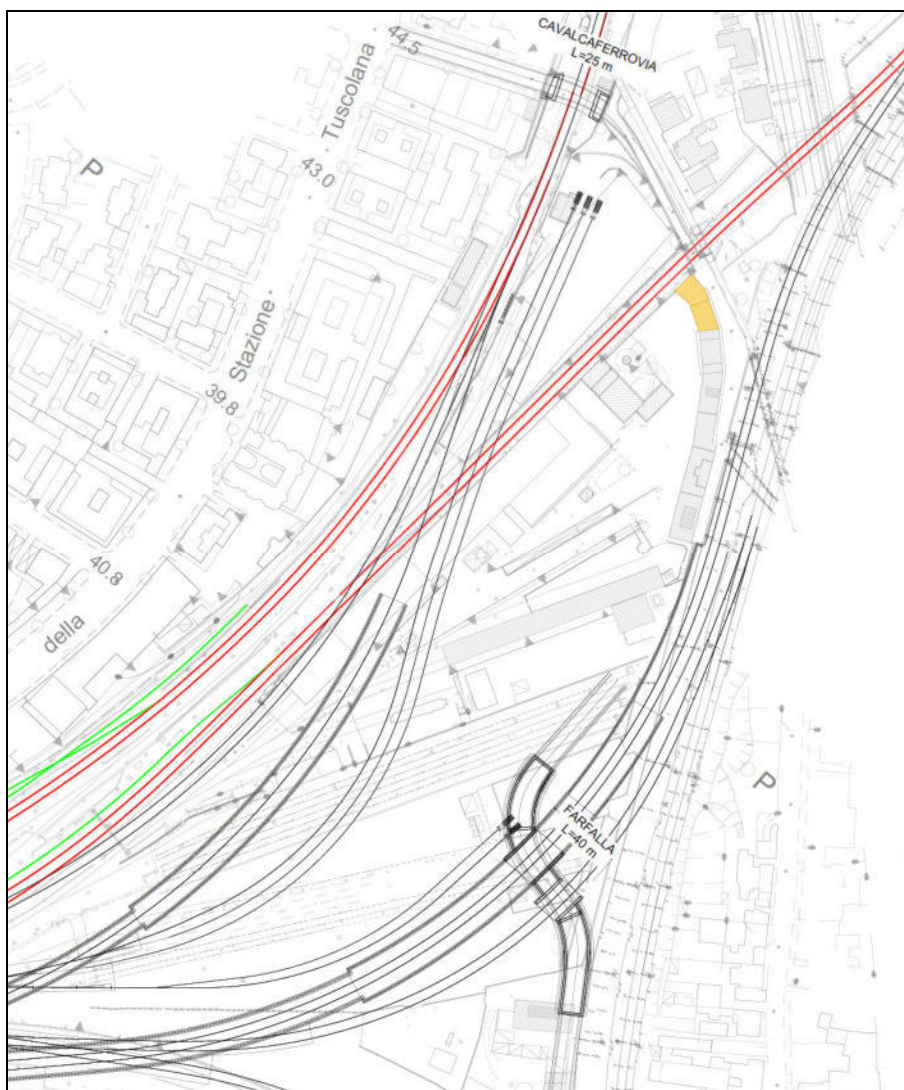 CAVALCAFERROVIA
L=25 m
44.5
Tuscolana
P
43.0
Stazione
39.8
40.8
della
P
FARFALLA
L=40 m